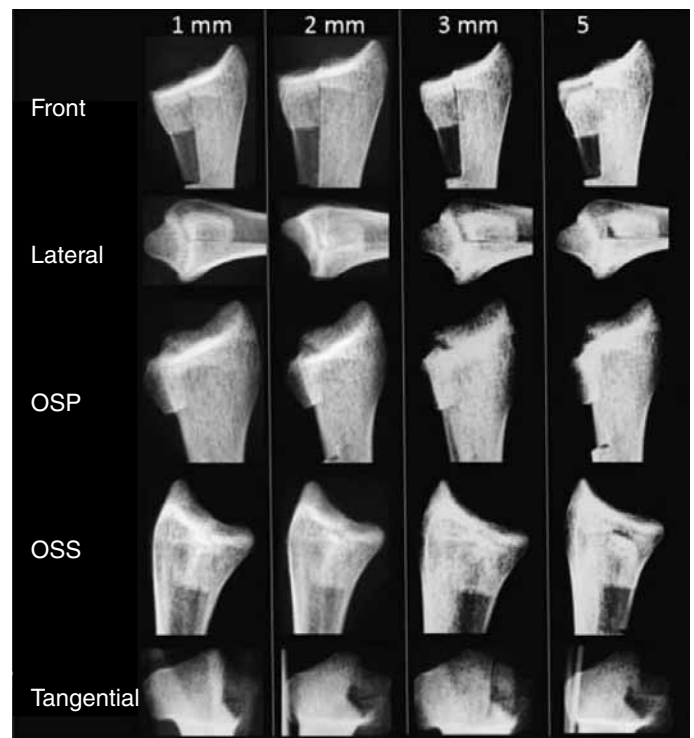 1 mm 2 mm 3 mm 5
Front
Lateral
OSP
OSS
Tangential